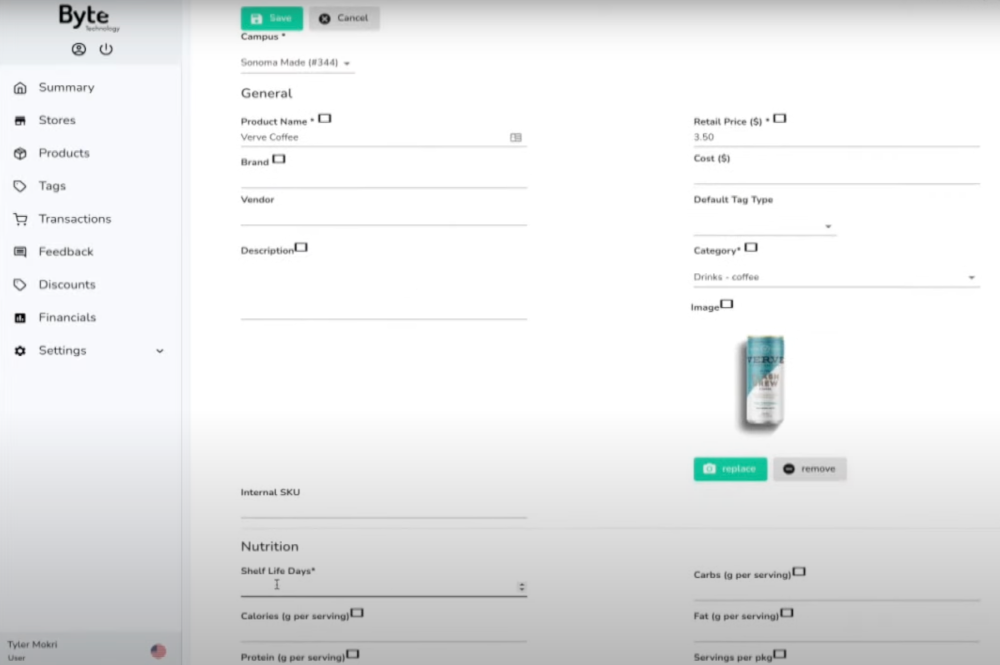 Byte
Technology
Save
Cancel
Campus *
Sonoma Made (#344)
Summary
Stores
Products
Tags
Transactions
Feedback
Discounts
Financials
Settings
Tyler Mokri
User
General
Product Name *
Verve Coffee
Brand
Vendor
Description
Internal SKU
Retail Price ($) *
3.50
Cost ($)
Default Tag Type
Category*
Drinks - coffee
Image
VERVE
replace
remove
Nutrition
Shelf Life Days*
Calories (g per serving)
Protein (g per serving)
Carbs (g per serving)
Fat (g per serving)
Servings per pkg